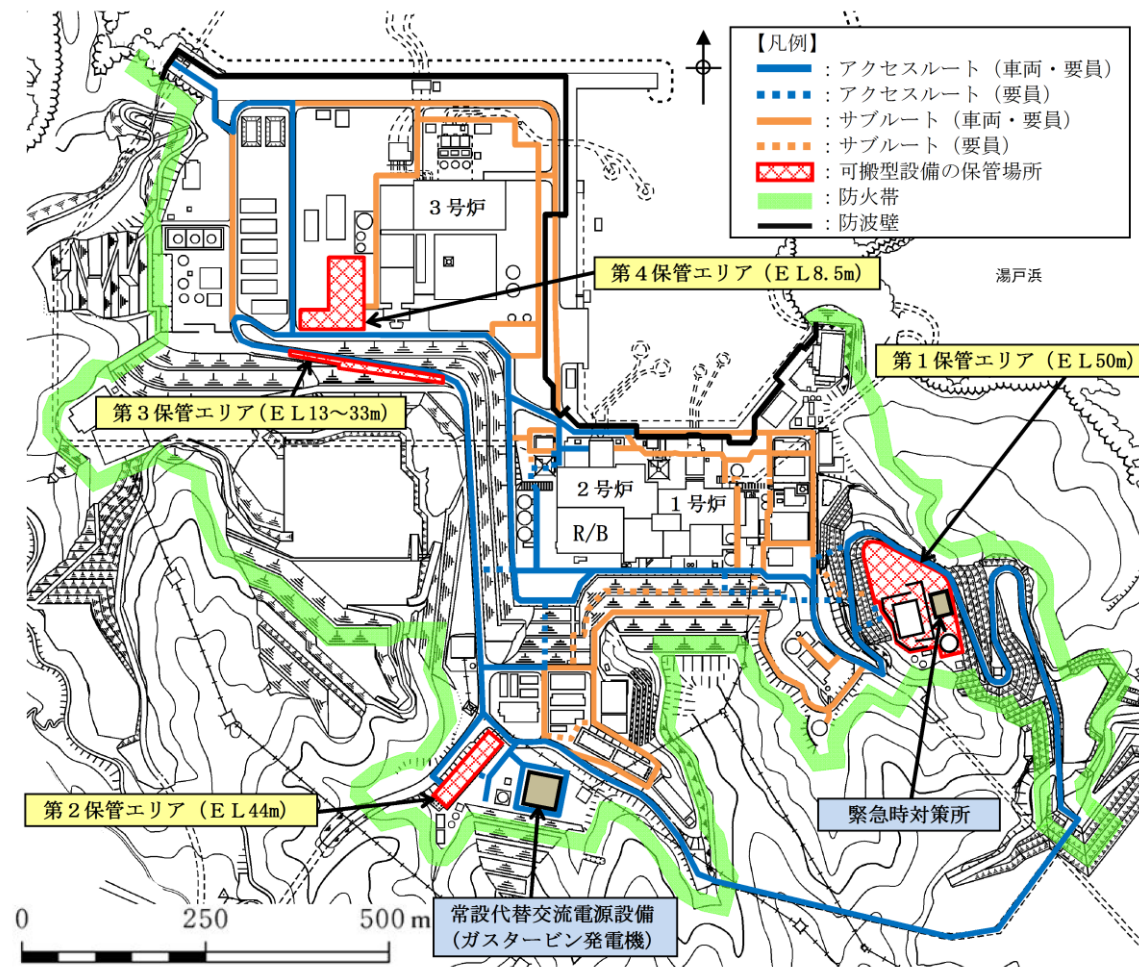 【凡例】
：アクセスルート（車両・要員）
：アクセスルート（要員）
：サブルート（車両・要員）
：サブルート（要員）
：可搬型設備の保管場所
：防火帯
：防波壁
３号炉
第４保管エリア（ＥＬ8.5m）
湯戸浜
第１保管エリア（ＥＬ50m）
第３保管エリア（ＥＬ13～33m）
２号炉
１号炉
R/B
第２保管エリア（ＥＬ44m）
緊急時対策所
常設代替交流電源設備
（ガスタービン発電機）
0 250 500 m